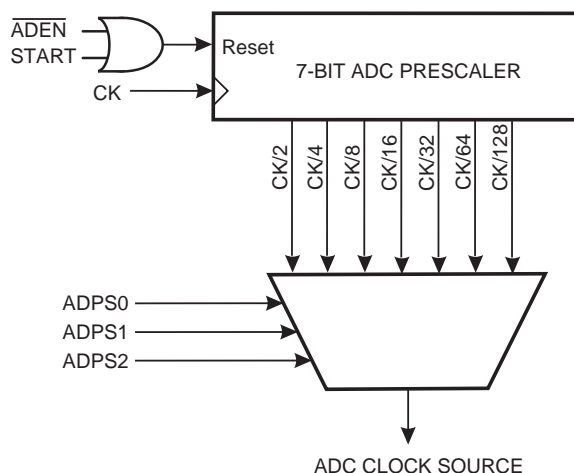 ADEN
START
Reset
7-BIT ADC PRESCALER
CK
CK/2
CK/4
CK/8
CK/16
CK/32
CK/64
CK/128
ADPS0
ADPS1
ADPS2
ADC CLOCK SOURCE